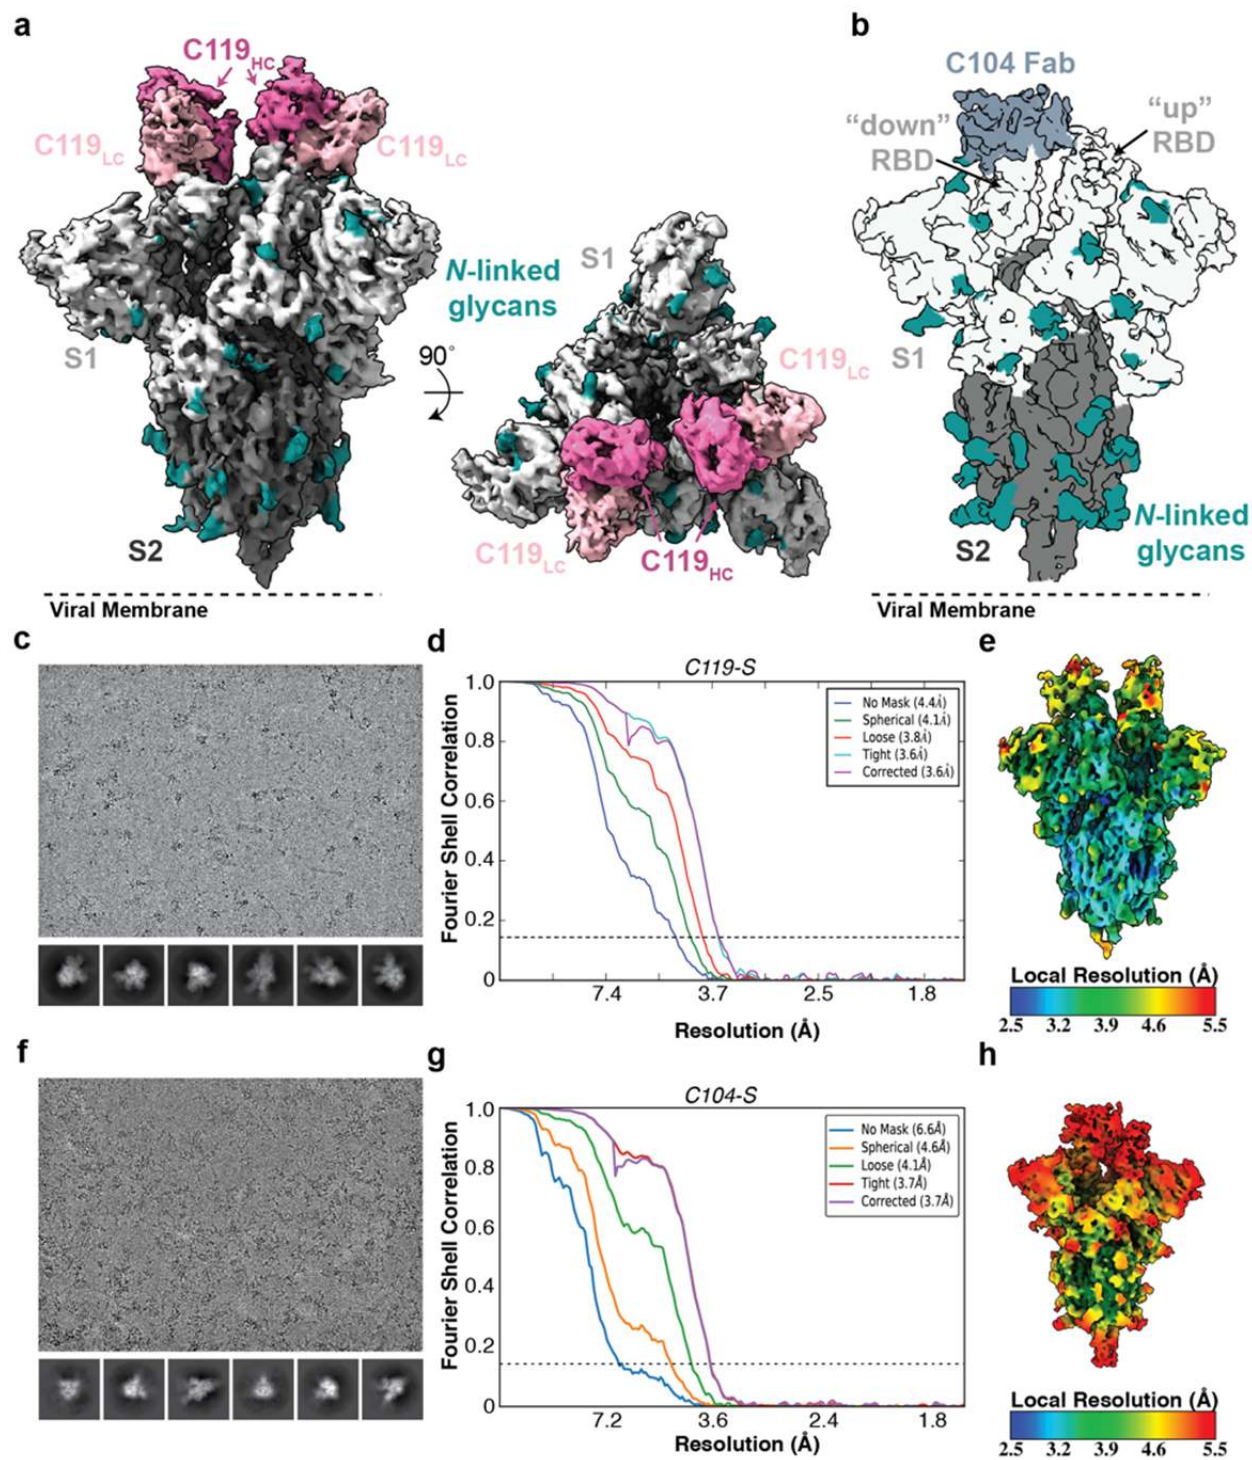 a
C119HC
C119LC
C119LC
N-linked
glycans
S1
S2
Viral Membrane
90°
S1
C119LC
C119LC
C119HC
b
C104 Fab
“down”
RBD
“up”
RBD
S1
S2
N-linked
glycans
Viral Membrane
c
d
C119-S
Fourier Shell Correlation
1.0
0.8
0.6
0.4
0.2
0
No Mask (4.4Å)
Spherical (4.1Å)
Loose (3.8Å)
Tight (3.6Å)
Corrected (3.6Å)
7.4 3.7 2.5 1.8
Resolution (Å)
e
Local Resolution (Å)
2.5 3.2 3.9 4.6 5.5
f
g
C104-S
Fourier Shell Correlation
1.0
0.8
0.6
0.4
0.2
0
No Mask (6.6Å)
Spherical (4.6Å)
Loose (4.1Å)
Tight (3.7Å)
Corrected (3.7Å)
7.2 3.6 2.4 1.8
Resolution (Å)
h
Local Resolution (Å)
2.5 3.2 3.9 4.6 5.5